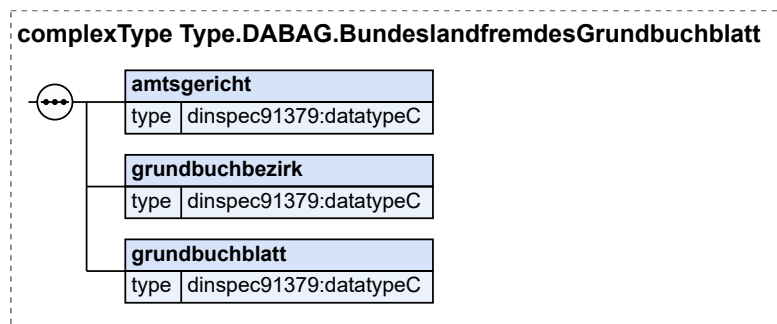 complexType Type.DABAG.BundeslandfremdesGrundbuchblatt
amtsgericht
type dinspec91379:datatypeC
grundbuchbezirk
type dinspec91379:datatypeC
grundbuchblatt
type dinspec91379:datatypeC